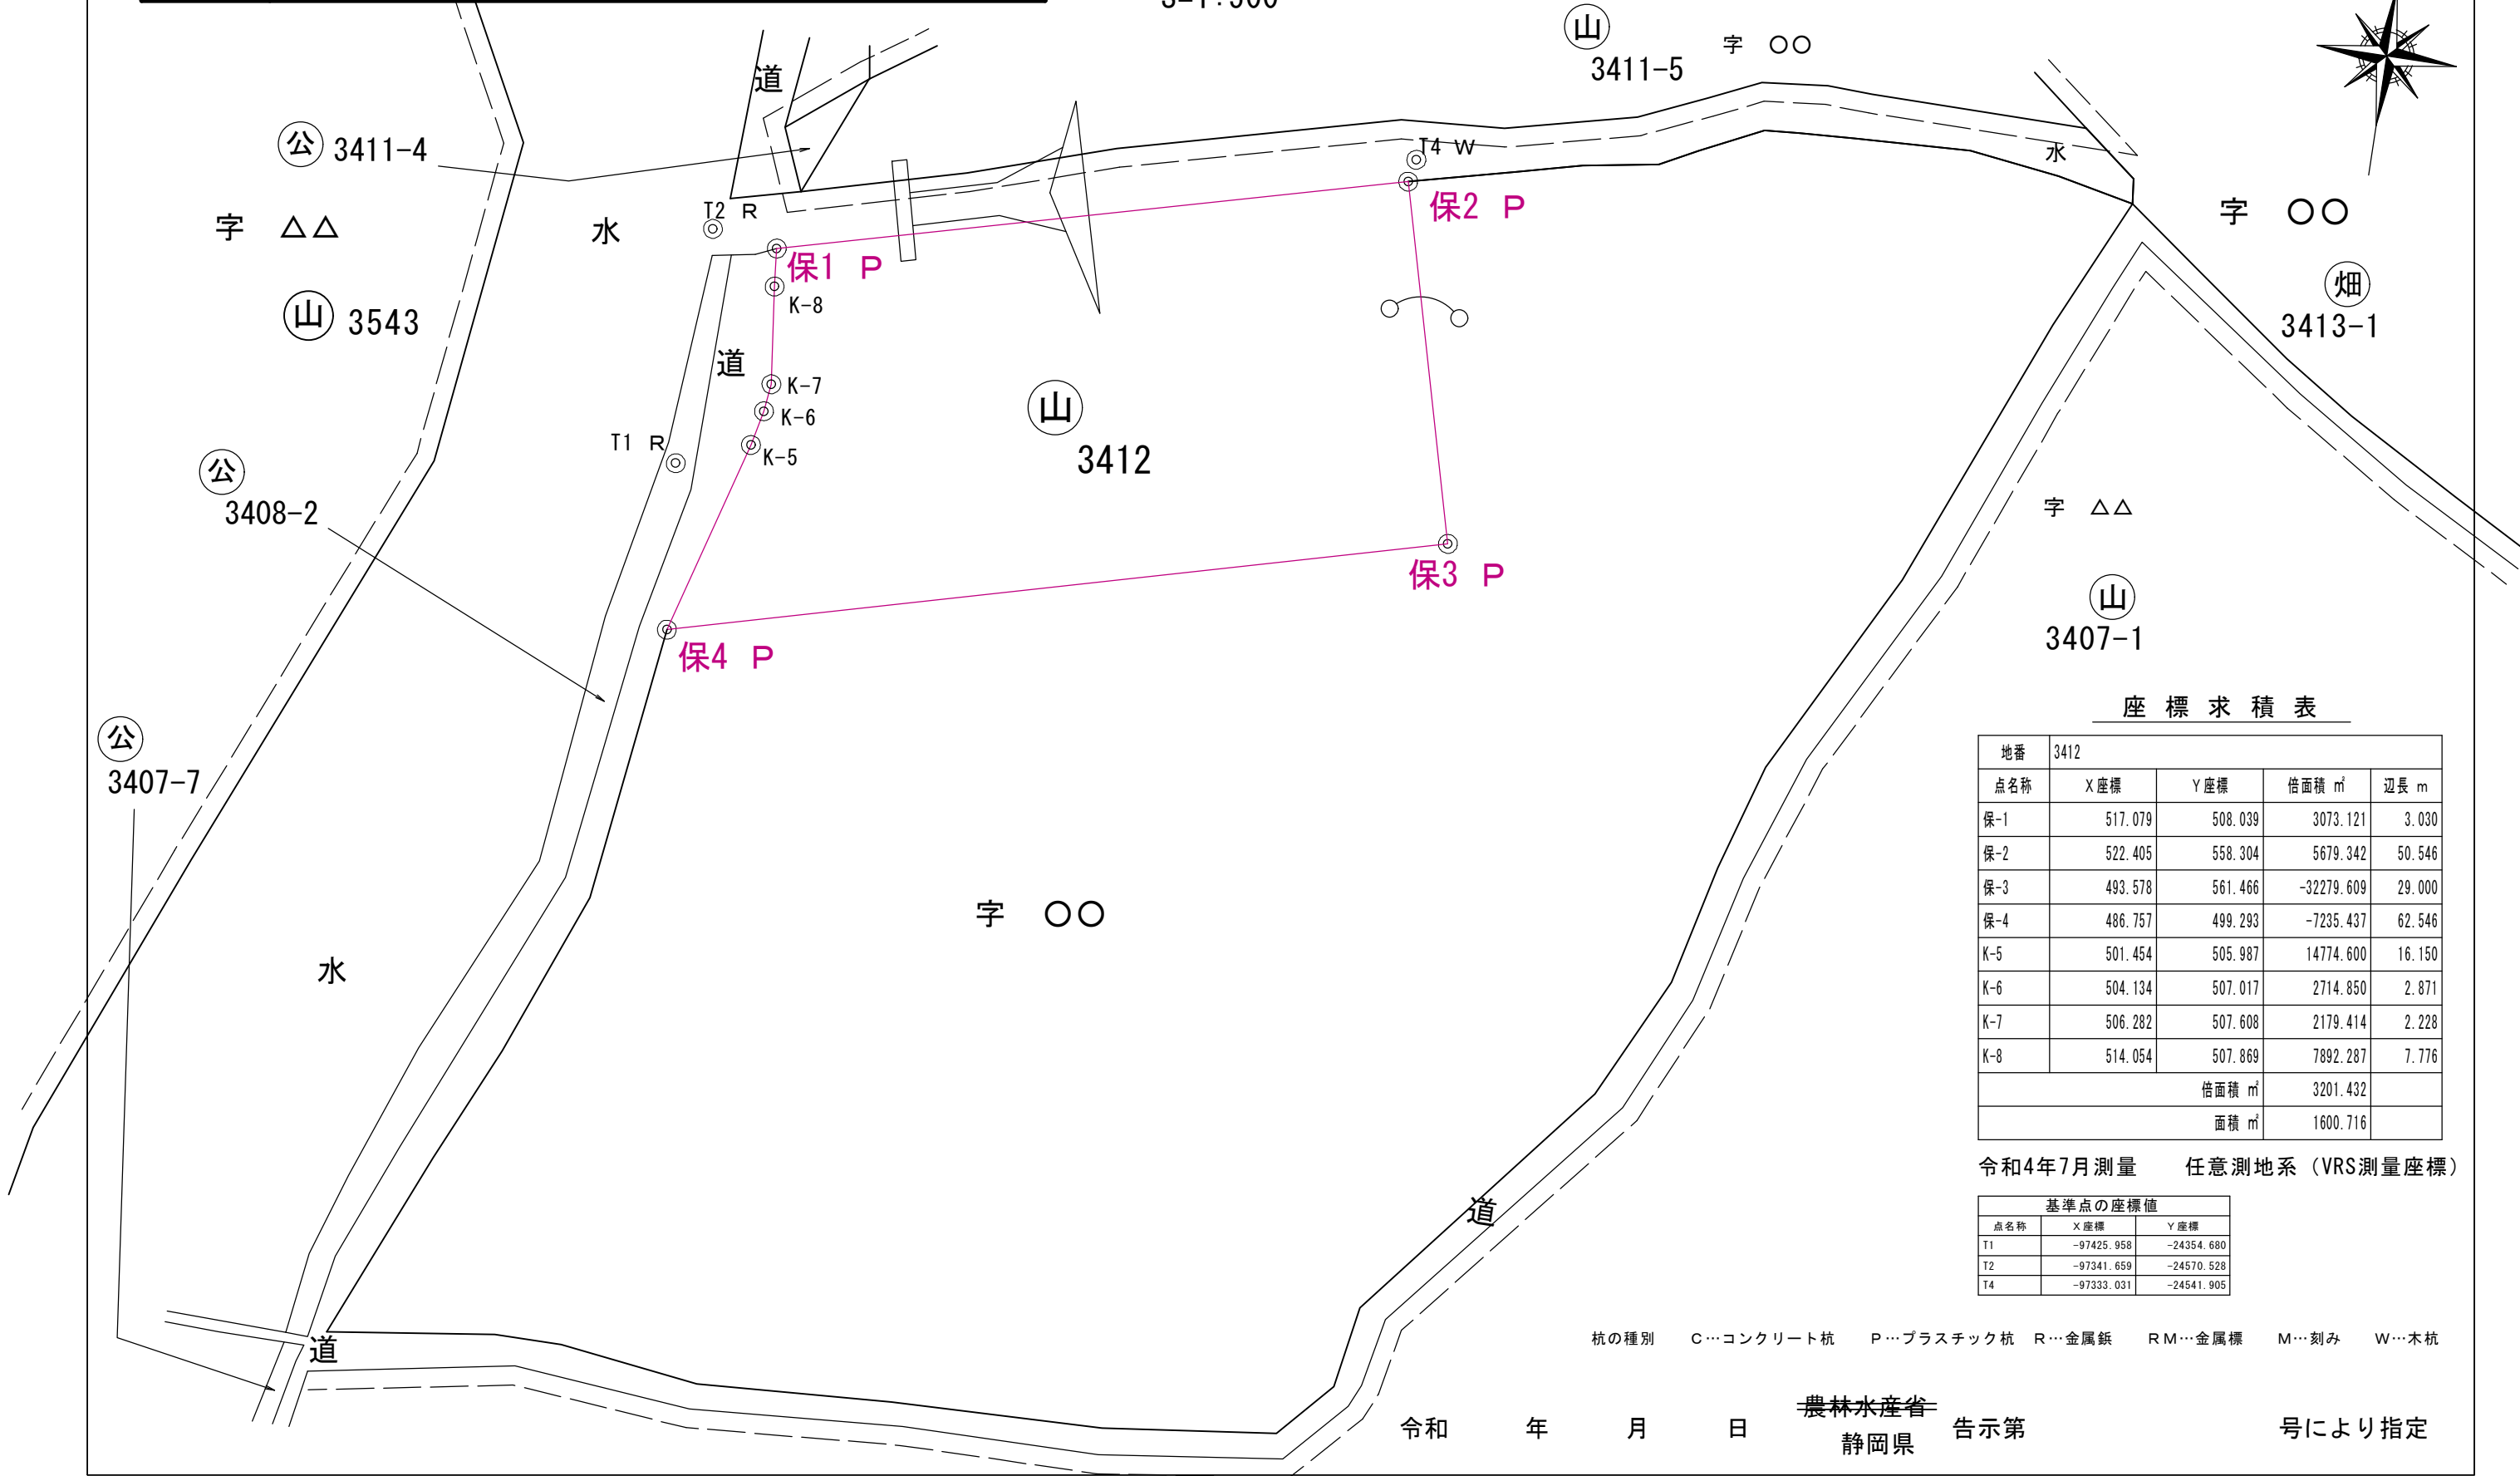 山
3411-5
字 ○○
道
公 3411-4
T4 W
水
字 △△
水
T2 R
保2 P
字 ○○
保1 P
K-8
山 3543
畑
3413-1
道
K-7
山
K-6
T1 R
K-5
3412
公
3408-2
字 △△
保3 P
山
3407-1
保4 P
公
3407-7
字 ○○
水
道
道
座標求積表
地番 3412
点名称 X座標 Y座標 倍面積 ㎡ 辺長 m
保-1 517.079 508.039 3073.121 3.030
保-2 522.405 558.304 5679.342 50.546
保-3 493.578 561.466 -32279.609 29.000
保-4 486.757 499.293 -7235.437 62.546
K-5 501.454 505.987 14774.600 16.150
K-6 504.134 507.017 2714.850 2.871
K-7 506.282 507.608 2179.414 2.228
K-8 514.054 507.869 7892.287 7.776
倍面積 ㎡ 3201.432
面積 ㎡ 1600.716
令和4年7月測量 任意測地系(VRS測量座標)
基準点の座標値
点名称 X座標 Y座標
T1 -97425.958 -24354.680
T2 -97341.659 -24570.528
T4 -97333.031 -24541.905
杭の種別 C…コンクリート杭 P…プラスチック杭 R…金属鋲 RM…金属標 M…刻み W…木杭
農林水産省
令和 年 月 日 告示第 号により指定
静岡県